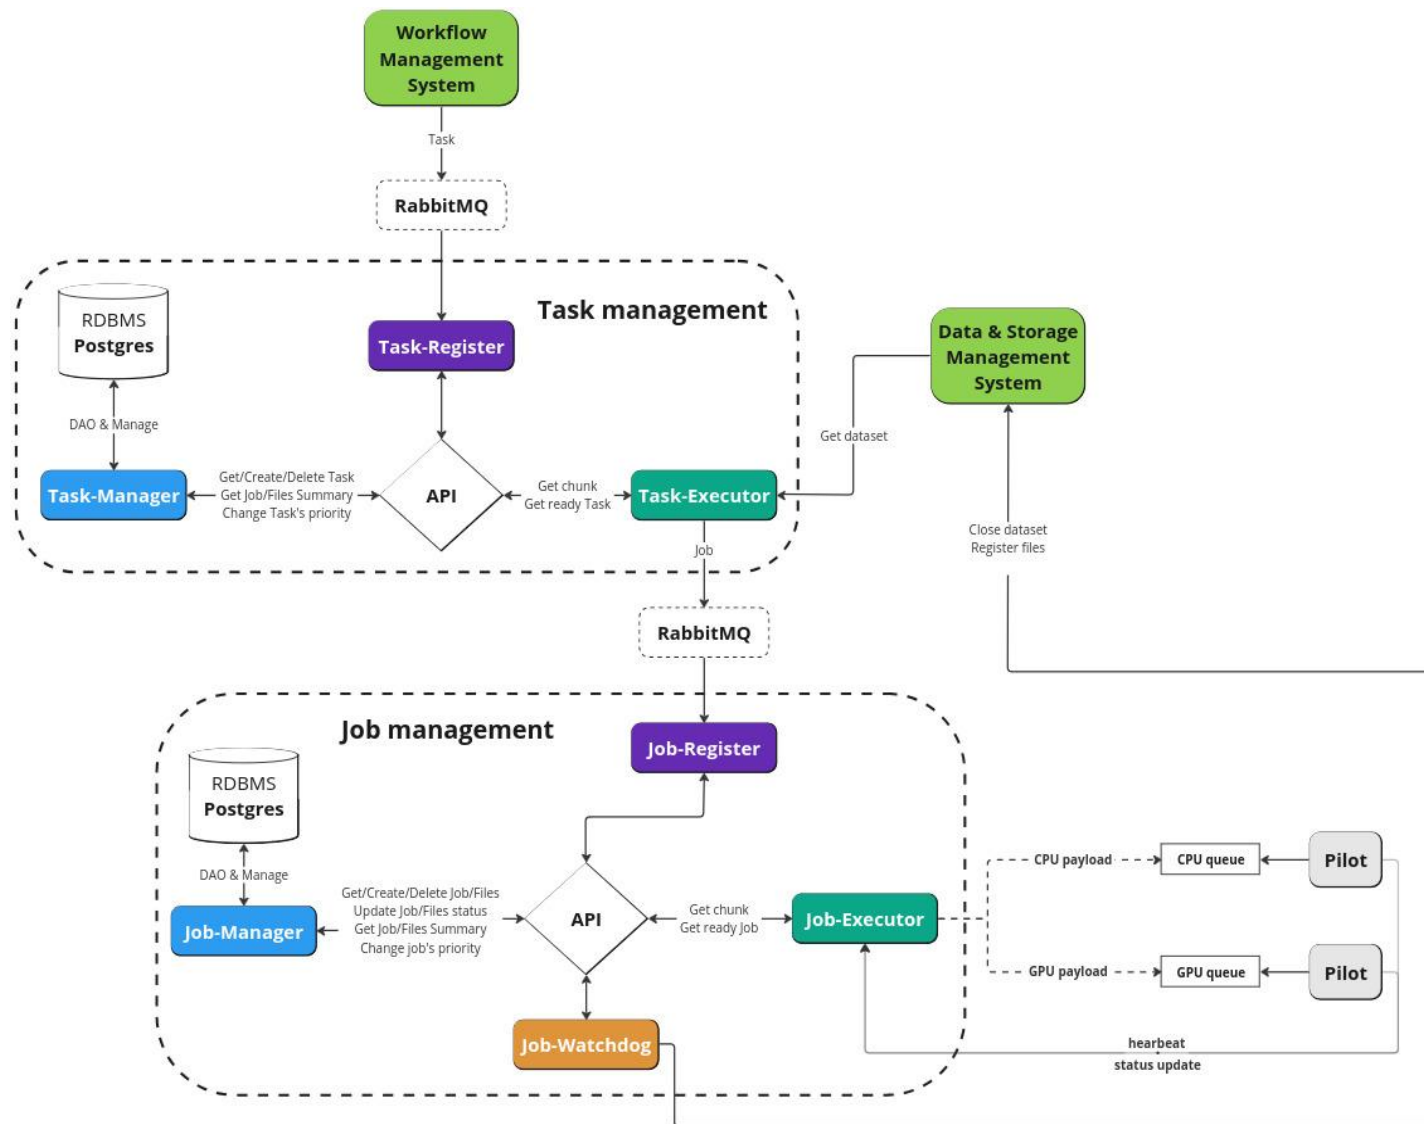 Workflow
Management
System
Task
RabbitMQ
Task management
RDBMS
Postgres
Task-Register
Data & Storage
Management
System
DAO & Manage
Get dataset
Task-Manager
Get/Create/Delete Task
Get Job/Files Summary
Change Task's priority
API
Get chunk
Get ready Task
Task-Executor
Close dataset
Register files
Job
RabbitMQ
Job management
Job-Register
RDBMS
Postgres
DAO & Manage
Job-Manager
Get/Create/Delete Job/Files
Update Job/Files status
Get Job/Files Summary
Change job's priority
API
Get chunk
Get ready Job
Job-Executor
CPU payload
CPU queue
Pilot
GPU payload
GPU queue
Pilot
Job-Watchdog
hearbeat
status update